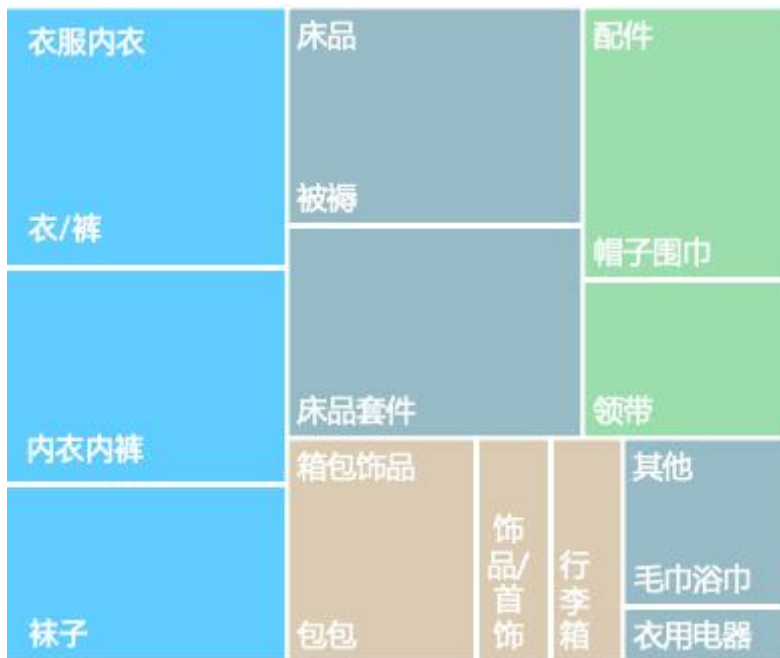 衣服内衣
衣/裤
内衣内裤
袜子
床品
被褥
床品套件
配件
帽子围巾
领带
箱包饰品
包包
饰品/首饰
行李箱
其他
毛巾浴巾
衣用电器